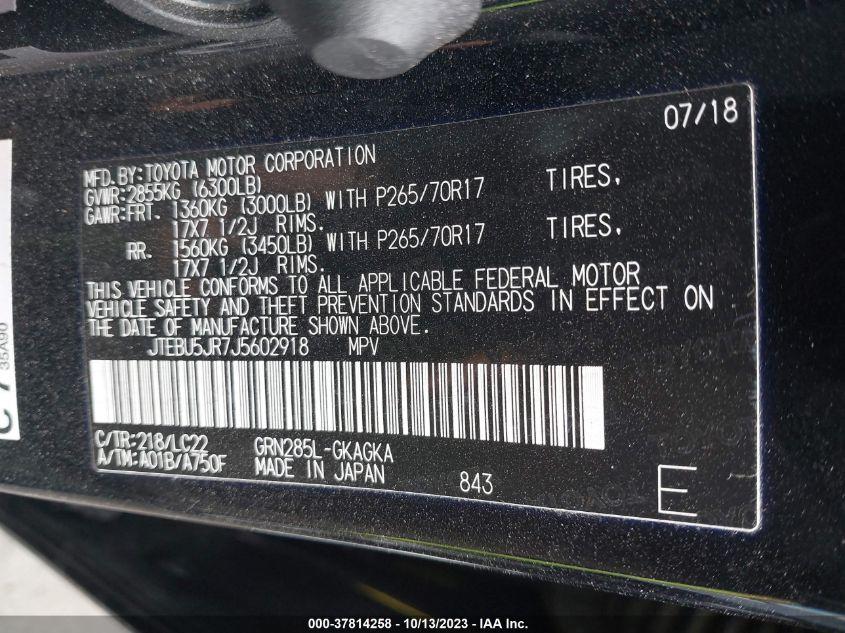 07/18
MFD.BY:TOYOTA MOTOR CORPORATION
GVWR:2855KG (6300LB)
GAWR:FRT. 1360KG (3000LB) WITH P265/70R17 TIRES,
17X7 1/2J RIMS.
RR. 1560KG (3450LB) WITH P265/70R17 TIRES,
17X7 1/2J RIMS.
THIS VEHICLE CONFORMS TO ALL APPLICABLE FEDERAL MOTOR
VEHICLE SAFETY AND THEFT PREVENTION STANDARDS IN EFFECT ON
THE DATE OF MANUFACTURE SHOWN ABOVE.
JTEBU5JR7J5602918 MPV
C/TR:218/LC22 GRN285L-GKAGKA
A/TM:A01B/A750F MADE IN JAPAN 843 E
35A90
000-37814258 - 10/13/2023 - IAA Inc.